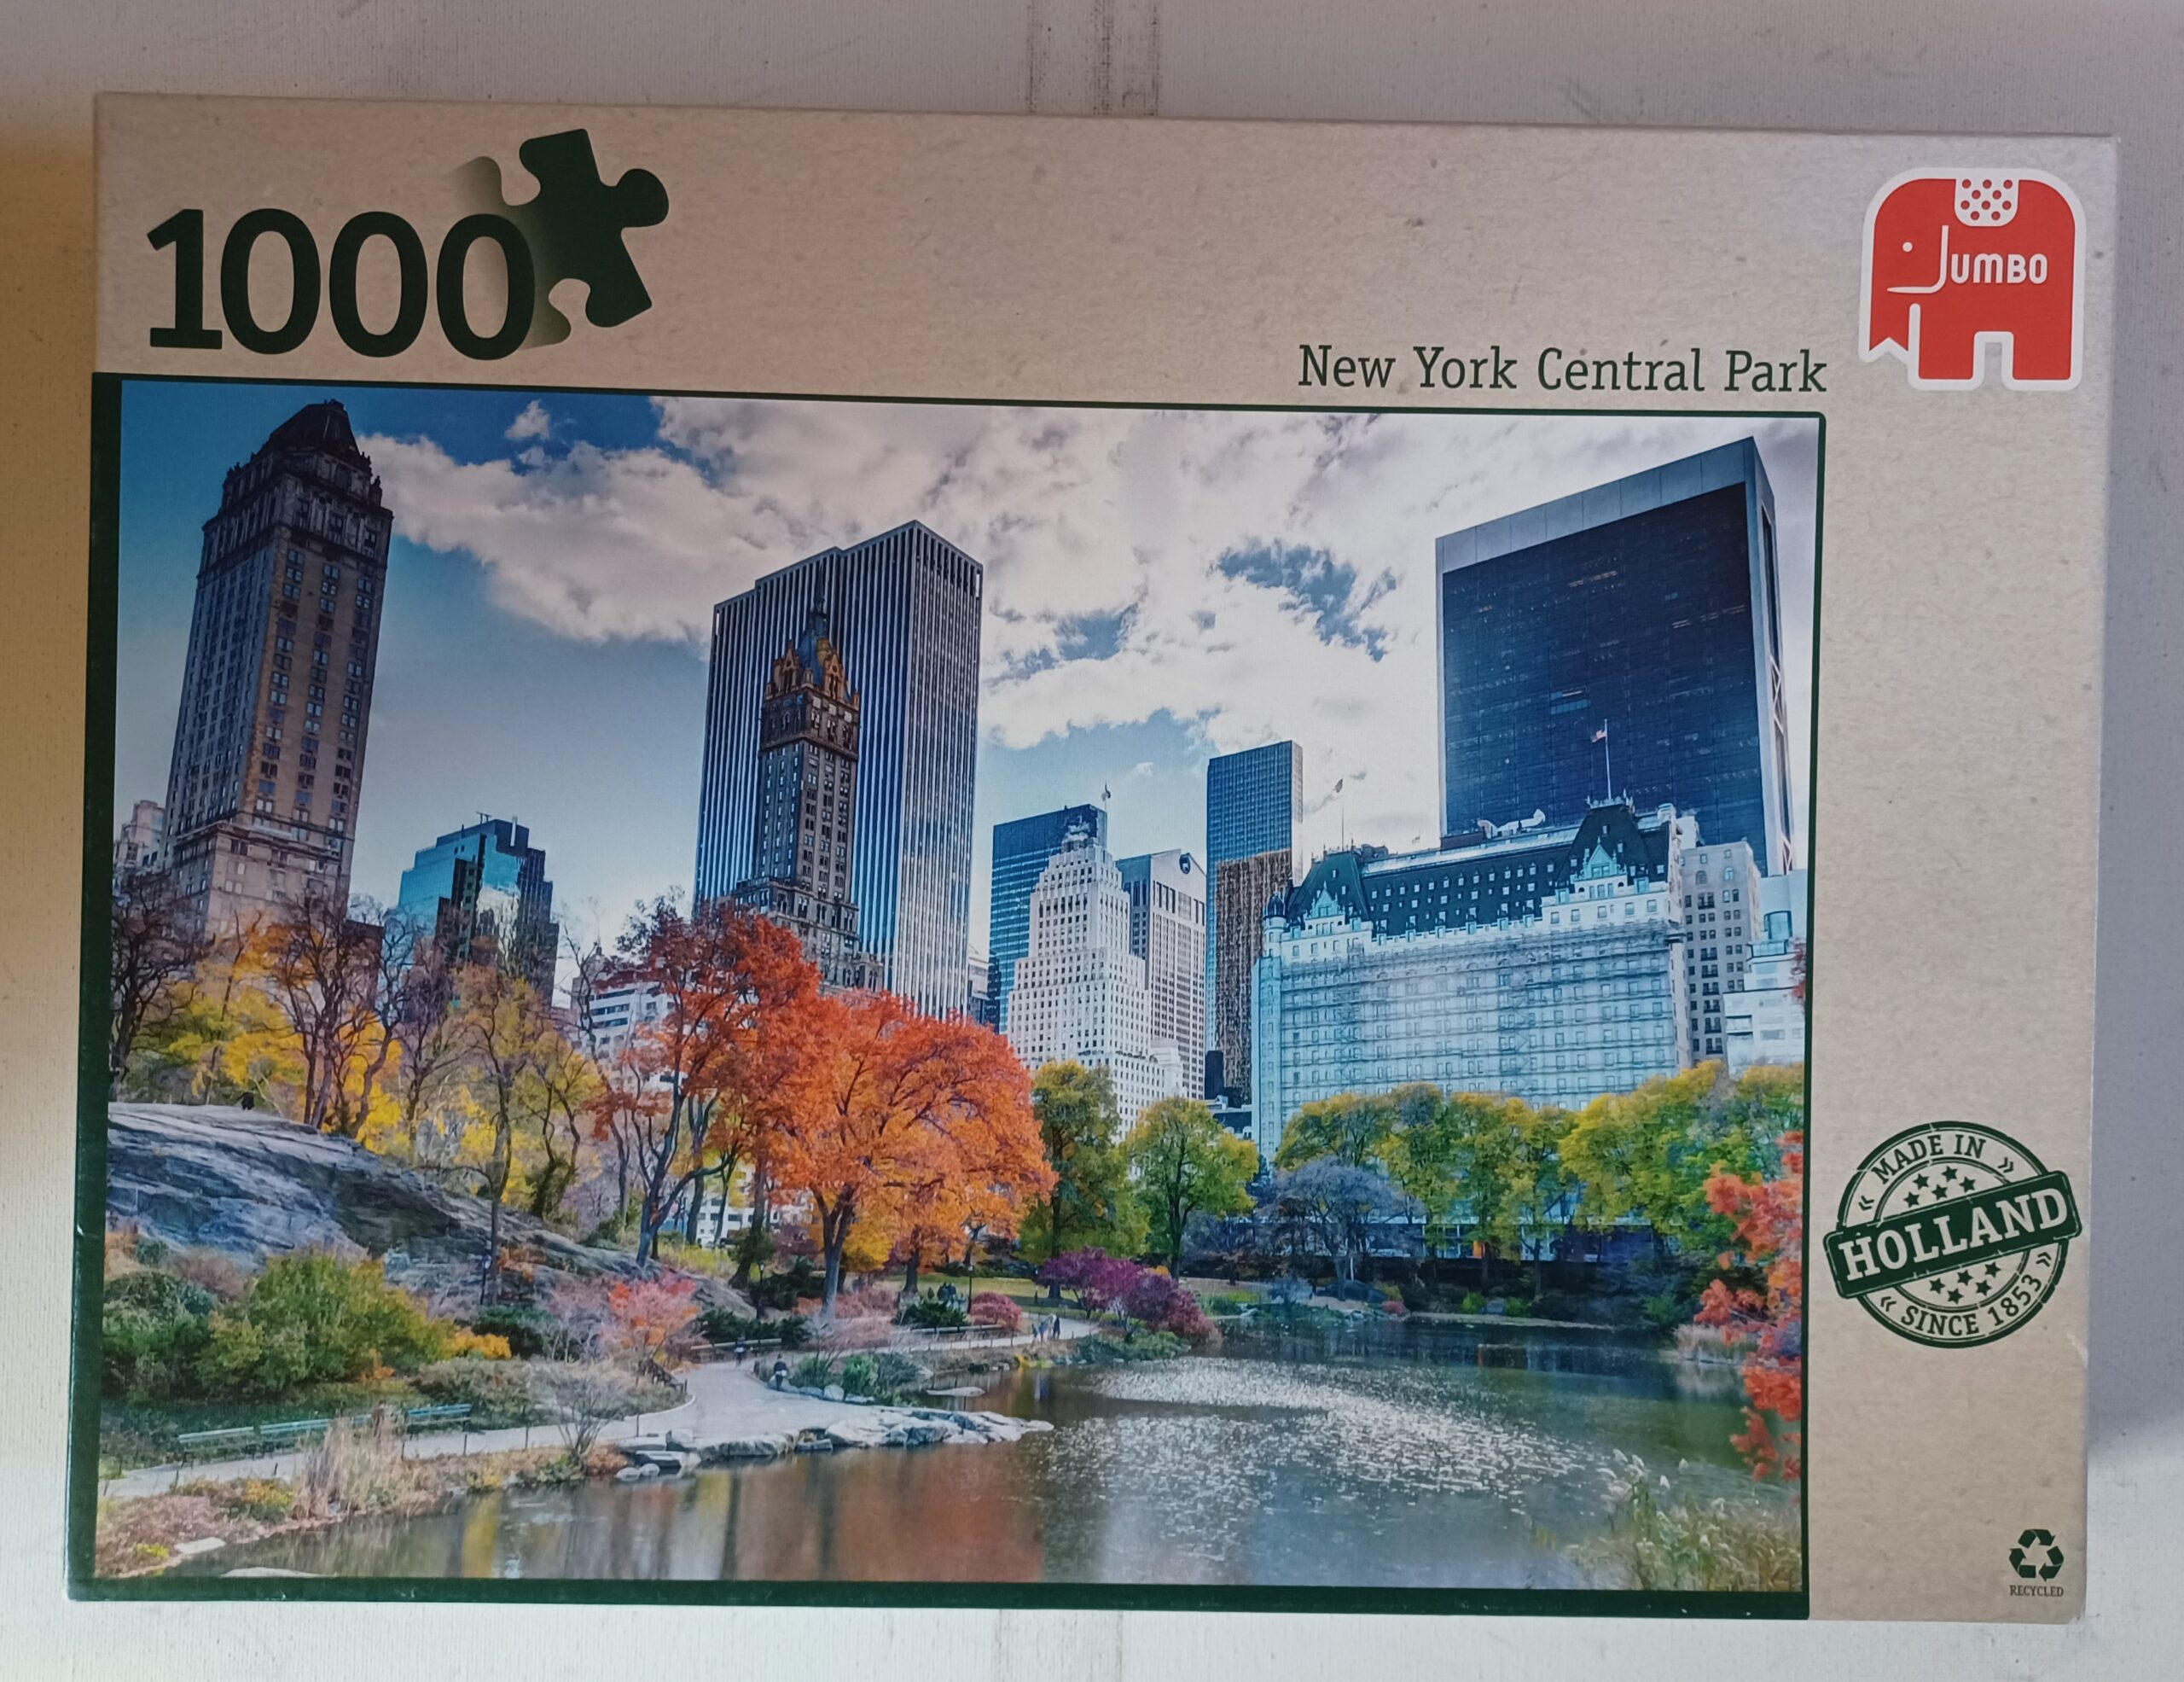 1000
JUMBO
New York Central Park
« MADE IN »
HOLLAND
« SINCE 1853 »
RECYCLED